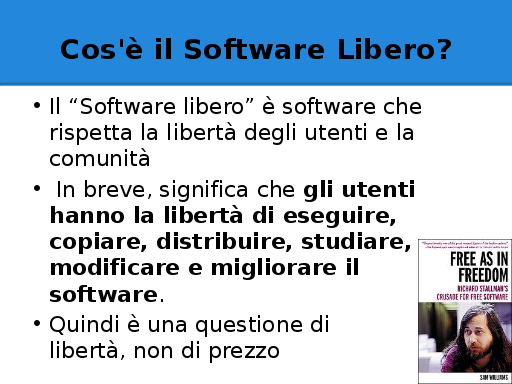 Cos'è il Software Libero?
• Il “Software libero” è software che
rispetta la libertà degli utenti e la
comunità
• In breve, significa che gli utenti
hanno la libertà di eseguire,
copiare, distribuire, studiare,
modificare e migliorare il
software.
• Quindi è una questione di
libertà, non di prezzo
FREE AS IN
FREEDOM
RICHARD STALLMAN'S
CRUSADE FOR FREE SOFTWARE
SAM WILLIAMS